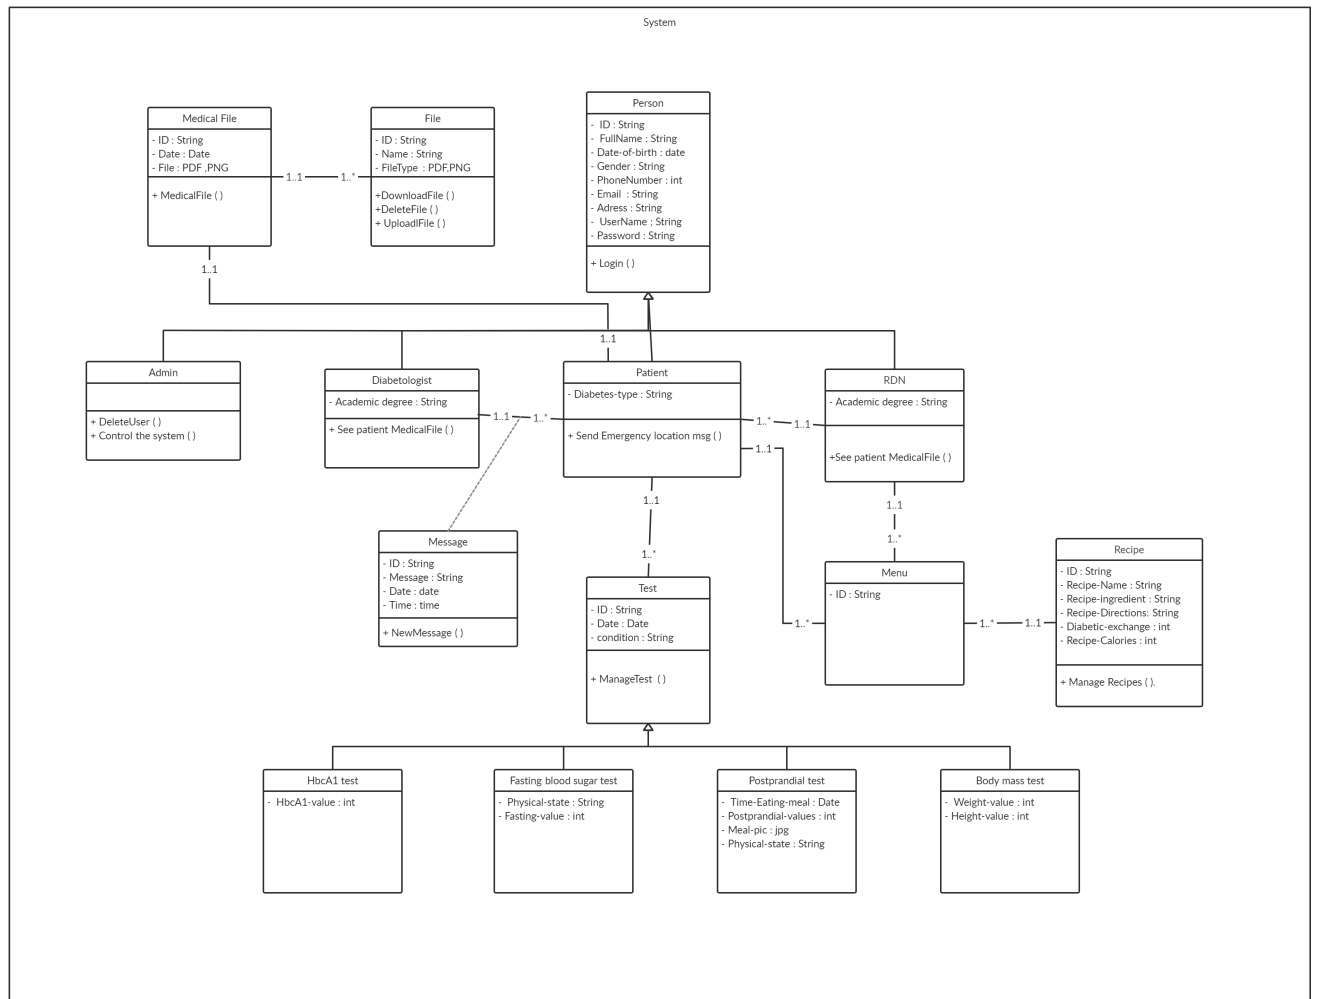 System
Medical File
- ID : String
- Date : Date
- File : PDF ,PNG
+ MedicalFile ( )
1..1
1..*
File
- ID : String
- Name : String
- FileType  : PDF,PNG
+DownloadFile ( )
+DeleteFile ( )
+ UploadlFile ( )
Person
-  ID : String
-  FullName : String
- Date-of-birth : date
- Gender : String
- PhoneNumber : int
- Email  : String
- Adress : String
-  UserName ; String
- Password : String
+ Login ( )
1..1
1..1
Admin
+ DeleteUser ( )
+ Control the system ( )
Diabetologist
- Academic degree : String
+ See patient MedicalFile ( )
1..1
1..*
Patient
- Diabetes-type : String
+ Send Emergency location msg ( )
1..*
1..1
1..1
RDN
- Academic degree : String
+See patient MedicalFile ( )
1..1
1..*
1..1
1..*
Message
- ID : String
- Message : String
- Date : date
- Time : time
+ NewMessage ( )
Test
- ID : String
- Date : Date
- condition : String
+ ManageTest  ( )
Menu
- ID : String
1..*
1..*
1..1
Recipe
- ID : String
- Recipe-Name : String
- Recipe-ingredient : String
- Recipe-Directions: String
- Diabetic-exchange : int
- Recipe-Calories : int
+ Manage Recipes ( ).
HbcA1 test
-  HbcA1-value : int
Fasting blood sugar test
-  Physical-state : String
- Fasting-value : int
Postprandial test
-  Time-Eating-meal : Date
- Postprandial-values : int
- Meal-pic : jpg
- Physical-state : String
Body mass test
-  Weight-value : int
- Height-value : int